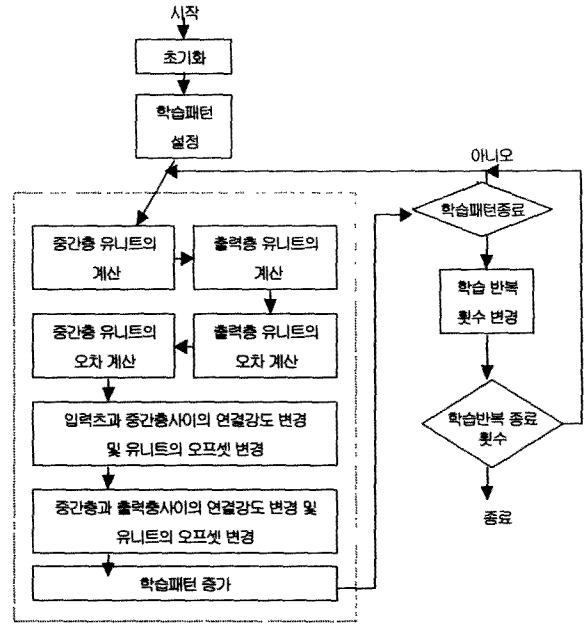 시작
초기화
학습패턴
설정
중간층 유니트의
계산
출력층 유니트의
계산
중간층 유니트의
오차 계산
출력층 유니트의
오차 계산
입력츠과 중간층사이의 연결강도 변경
및 유니트의 오프셋 변경
중간층과 출력층사이의 연결강도 변경 및
유니트의 오프셋 변경
학습패턴 증가
아니오
학습패턴종료
학습 반복
횟수 변경
학습반복 종료
횟수
종료